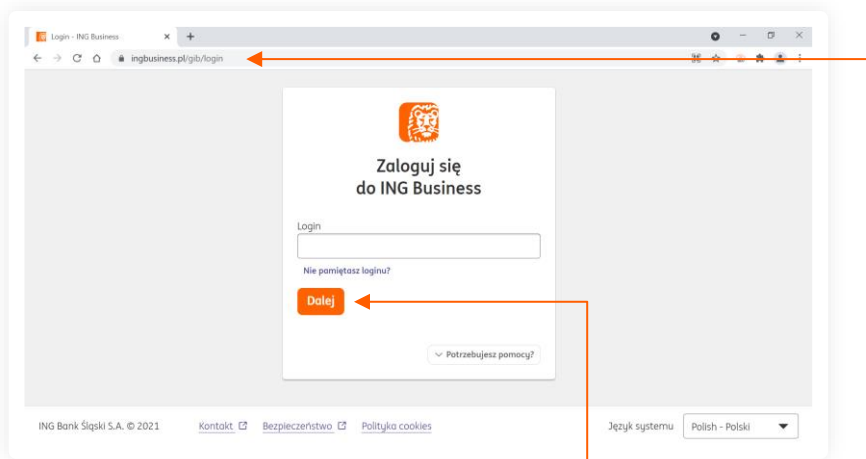 Login - ING Business
ingbusiness.pl/gib/login
Zaloguj się
do ING Business
Login
Nie pamiętasz loginu?
Dalej
Potrzebujesz pomocy?
ING Bank Śląski S.A. © 2021 Kontakt Bezpieczeństwo Polityka cookies Język systemu Polish - Polski